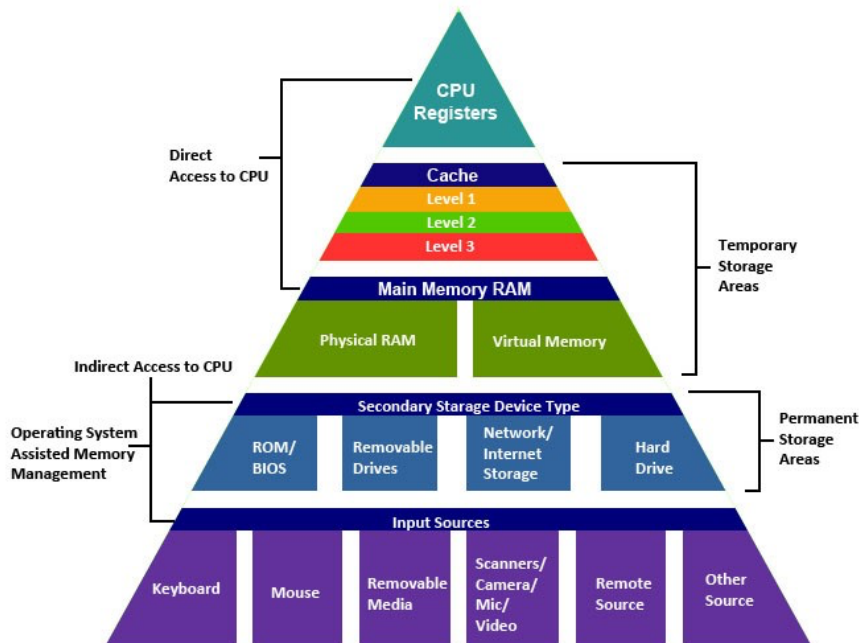 CPU
Registers
Direct
Access to CPU
Cache
Level 1
Level 2
Level 3
Temporary
Storage
Areas
Main Memory RAM
Physical RAM
Virtual Memory
Indirect Access to CPU
Secondary Starage Device Type
Operating System
Assisted Memory
Management
ROM/
BIOS
Removable
Drives
Network/
Internet
Storage
Hard
Drive
Permanent
Storage
Areas
Input Sources
Keyboard
Mouse
Removable
Media
Scanners/
Camera/
Mic/
Video
Remote
Source
Other
Source